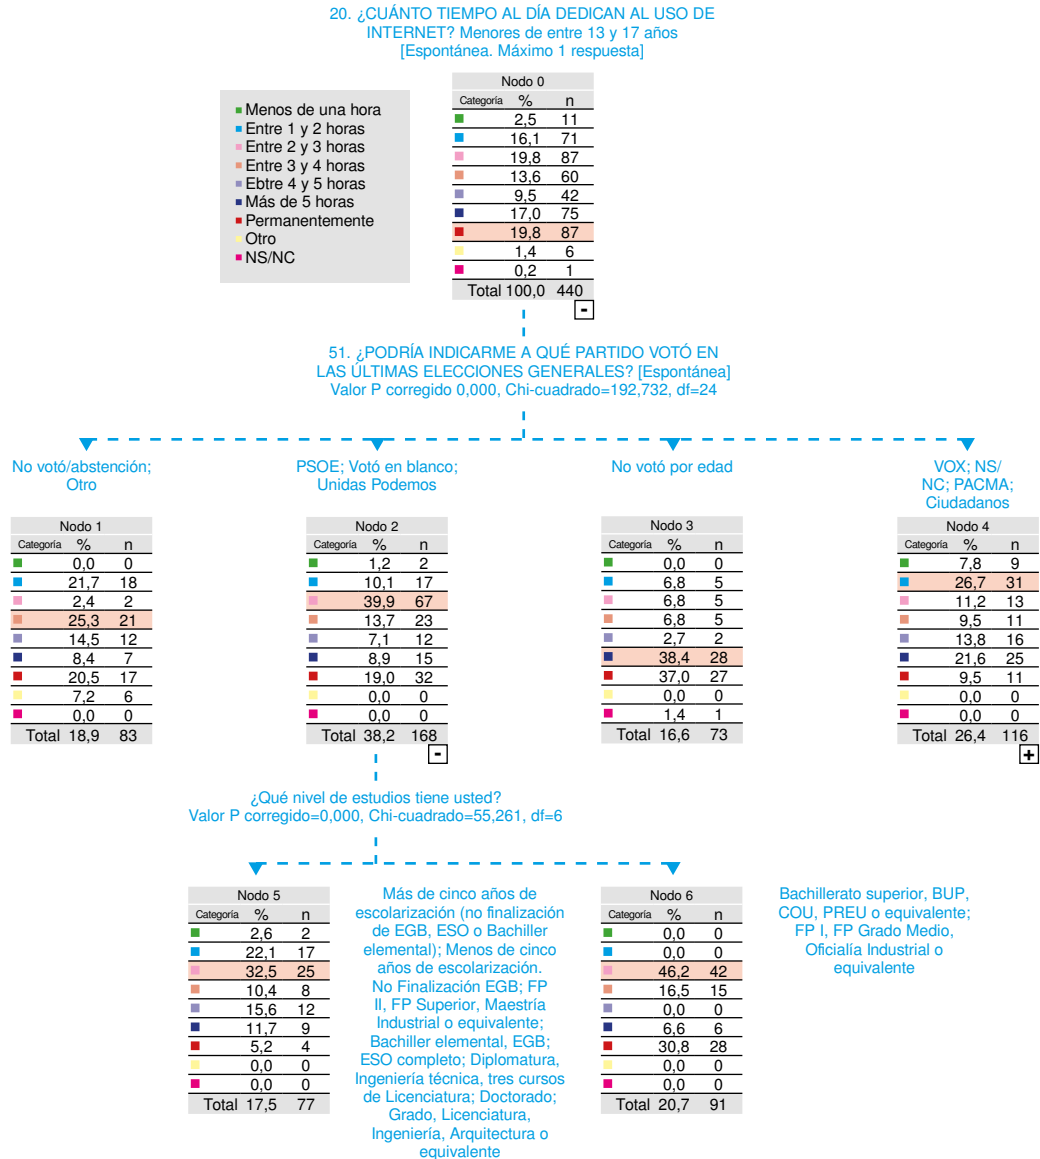 20. ¿CUÁNTO TIEMPO AL DÍA DEDICAN AL USO DE
INTERNET? Menores de entre 13 y 17 años
[Espontánea. Máximo 1 respuesta]
Menos de una hora
Entre 1 y 2 horas
Entre 2 y 3 horas
Entre 3 y 4 horas
Ebtre 4 y 5 horas
Más de 5 horas
Permanentemente
Otro
NS/NC
Nodo 0
Categoría % n
2,5 11
16,1 71
19,8 87
13,6 60
9,5 42
17,0 75
19,8 87
1,4 6
0,2 1
Total 100,0 440
-
51. ¿PODRÍA INDICARME A QUÉ PARTIDO VOTÓ EN
LAS ÚLTIMAS ELECCIONES GENERALES? [Espontánea]
Valor P corregido 0,000, Chi-cuadrado=192,732, df=24
No votó/abstención;
Otro
Nodo 1
Categoría % n
0,0 0
21,7 18
2,4 2
25,3 21
14,5 12
8,4 7
20,5 17
7,2 6
0,0 0
Total 18,9 83
PSOE; Votó en blanco;
Unidas Podemos
Nodo 2
Categoría % n
1,2 2
10,1 17
39,9 67
13,7 23
7,1 12
8,9 15
19,0 32
0,0 0
0,0 0
Total 38,2 168
-
No votó por edad
Nodo 3
Categoría % n
0,0 0
6,8 5
6,8 5
6,8 5
2,7 2
38,4 28
37,0 27
0,0 0
1,4 1
Total 16,6 73
VOX; NS/
NC; PACMA;
Ciudadanos
Nodo 4
Categoría % n
7,8 9
26,7 31
11,2 13
9,5 11
13,8 16
21,6 25
9,5 11
0,0 0
0,0 0
Total 26,4 116
+
¿Qué nivel de estudios tiene usted?
Valor P corregido=0,000, Chi-cuadrado=55,261, df=6
Nodo 5
Categoría % n
2,6 2
22,1 17
32,5 25
10,4 8
15,6 12
11,7 9
5,2 4
0,0 0
0,0 0
Total 17,5 77
Más de cinco años de
escolarización (no finalización
de EGB, ESO o Bachiller
elemental); Menos de cinco
años de escolarización.
No Finalización EGB; FP
II, FP Superior, Maestría
Industrial o equivalente;
Bachiller elemental, EGB;
ESO completo; Diplomatura,
Ingeniería técnica, tres cursos
de Licenciatura; Doctorado;
Grado, Licenciatura,
Ingeniería, Arquitectura o
equivalente
Nodo 6
Categoría % n
0,0 0
0,0 0
46,2 42
16,5 15
0,0 0
6,6 6
30,8 28
0,0 0
0,0 0
Total 20,7 91
Bachillerato superior, BUP,
COU, PREU o equivalente;
FP I, FP Grado Medio,
Oficialía Industrial o
equivalente